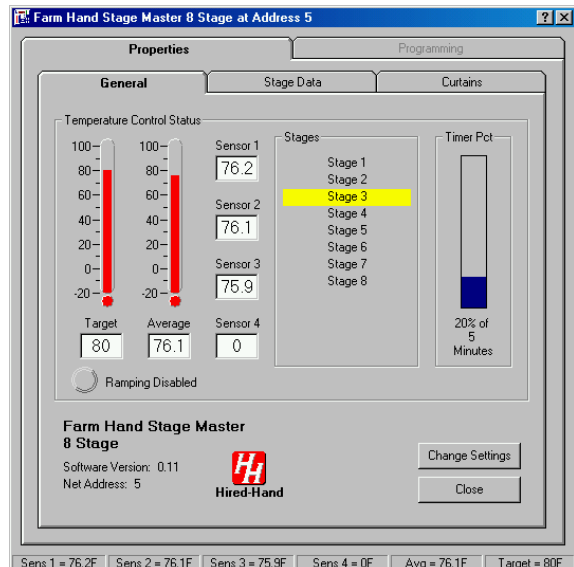 Farm Hand Stage Master 8 Stage at Address 5
Properties
Programming
General
Stage Data
Curtains
Temperature Control Status
100
80
60
40
20
0
-20
Target
80
100
80
60
40
20
0
-20
Average
76.1
Sensor 1
76.2
Sensor 2
76.1
Sensor 3
75.9
Sensor 4
0
Ramping Disabled
Stages
Stage 1
Stage 2
Stage 3
Stage 4
Stage 5
Stage 6
Stage 7
Stage 8
Timer Pct
20% of
5
Minutes
Farm Hand Stage Master
8 Stage
Software Version: 0.11
Net Address: 5
HH
Hired-Hand
Change Settings
Close
Sens 1 = 76.2F
Sens 2 = 76.1F
Sens 3 = 75.9F
Sens 4 = 0F
Avg = 76.1F
Target = 80F